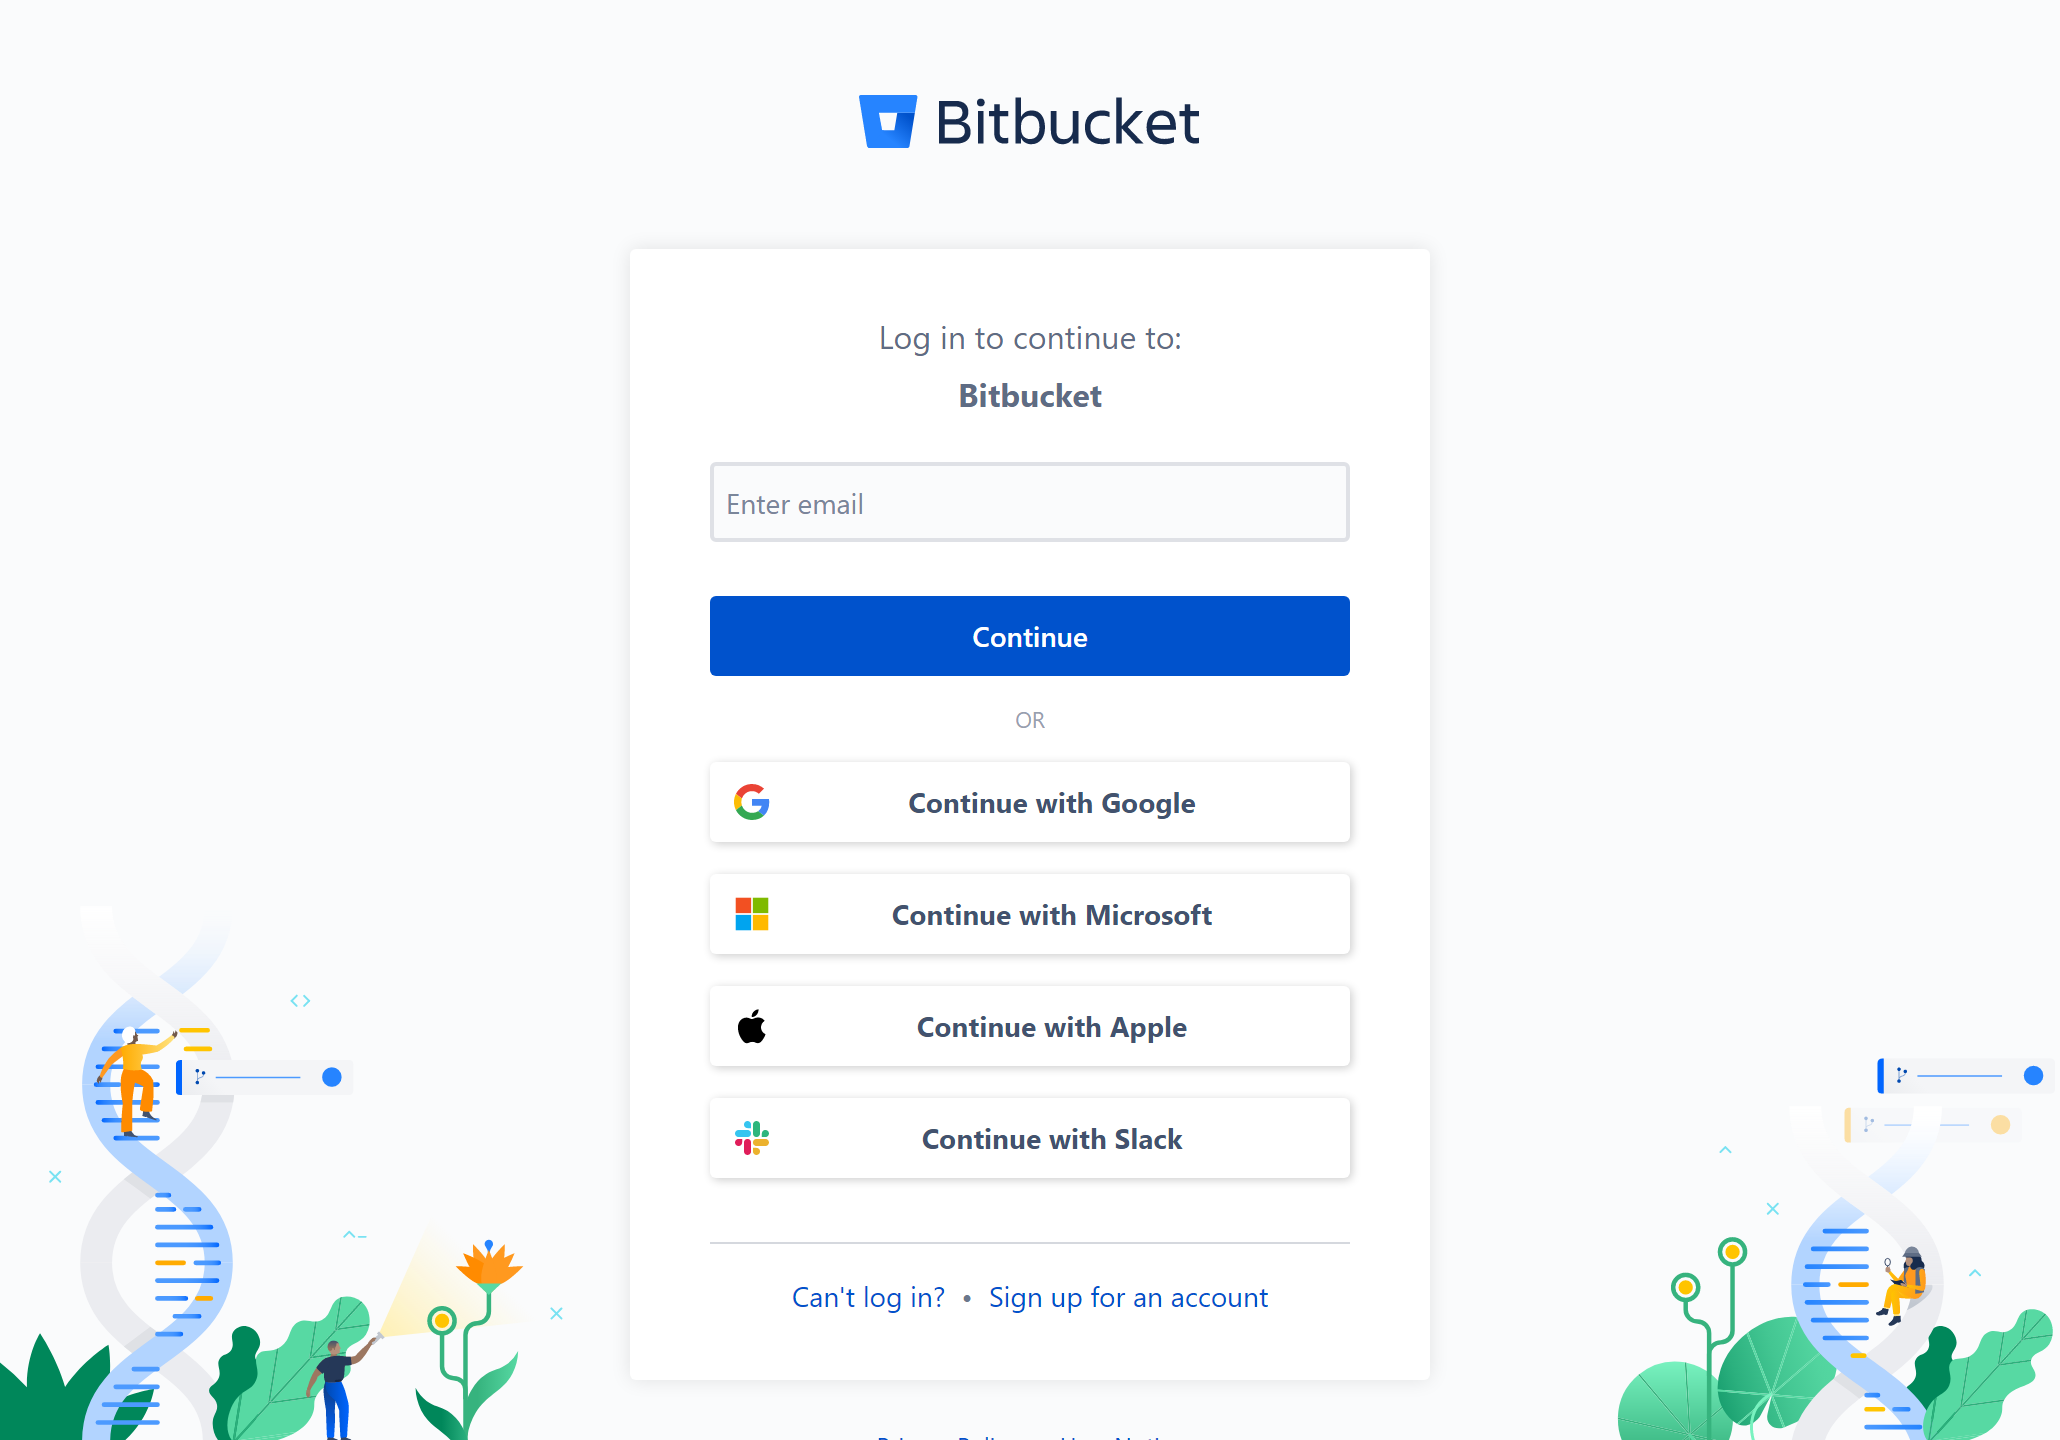 Bitbucket
Log in to continue to:
Bitbucket
Enter email
Continue
OR
Continue with Google
Continue with Microsoft
Continue with Apple
Continue with Slack
Can't log in? • Sign up for an account